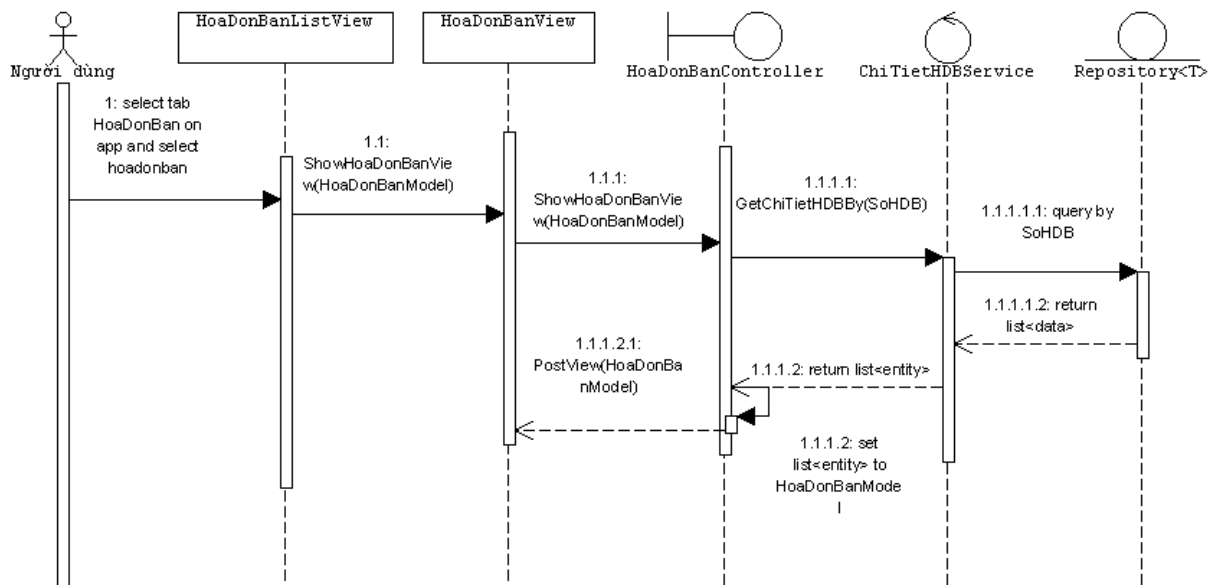 HoaDonBanListView
HoaDonBanView
Người dùng
HoaDonBanController
ChiTietHDBService
Repository<T>
1: select tab
HoaDonBan on
app and select
hoadonban
1.1:
ShowHoaDonBanVie
w(HoaDonBanModel)
1.1.1:
ShowHoaDonBanVie
w(HoaDonBanModel)
1.1.1.1:
GetChiTietHDBBy(SoHDB)
1.1.1.1.1: query by
SoHDB
1.1.1.1.2: return
list<data>
1.1.1.2: return list<entity>
1.1.1.2.1:
PostView(HoaDonBa
nModel)
1.1.1.2: set
list<entity> to
HoaDonBanMode
l